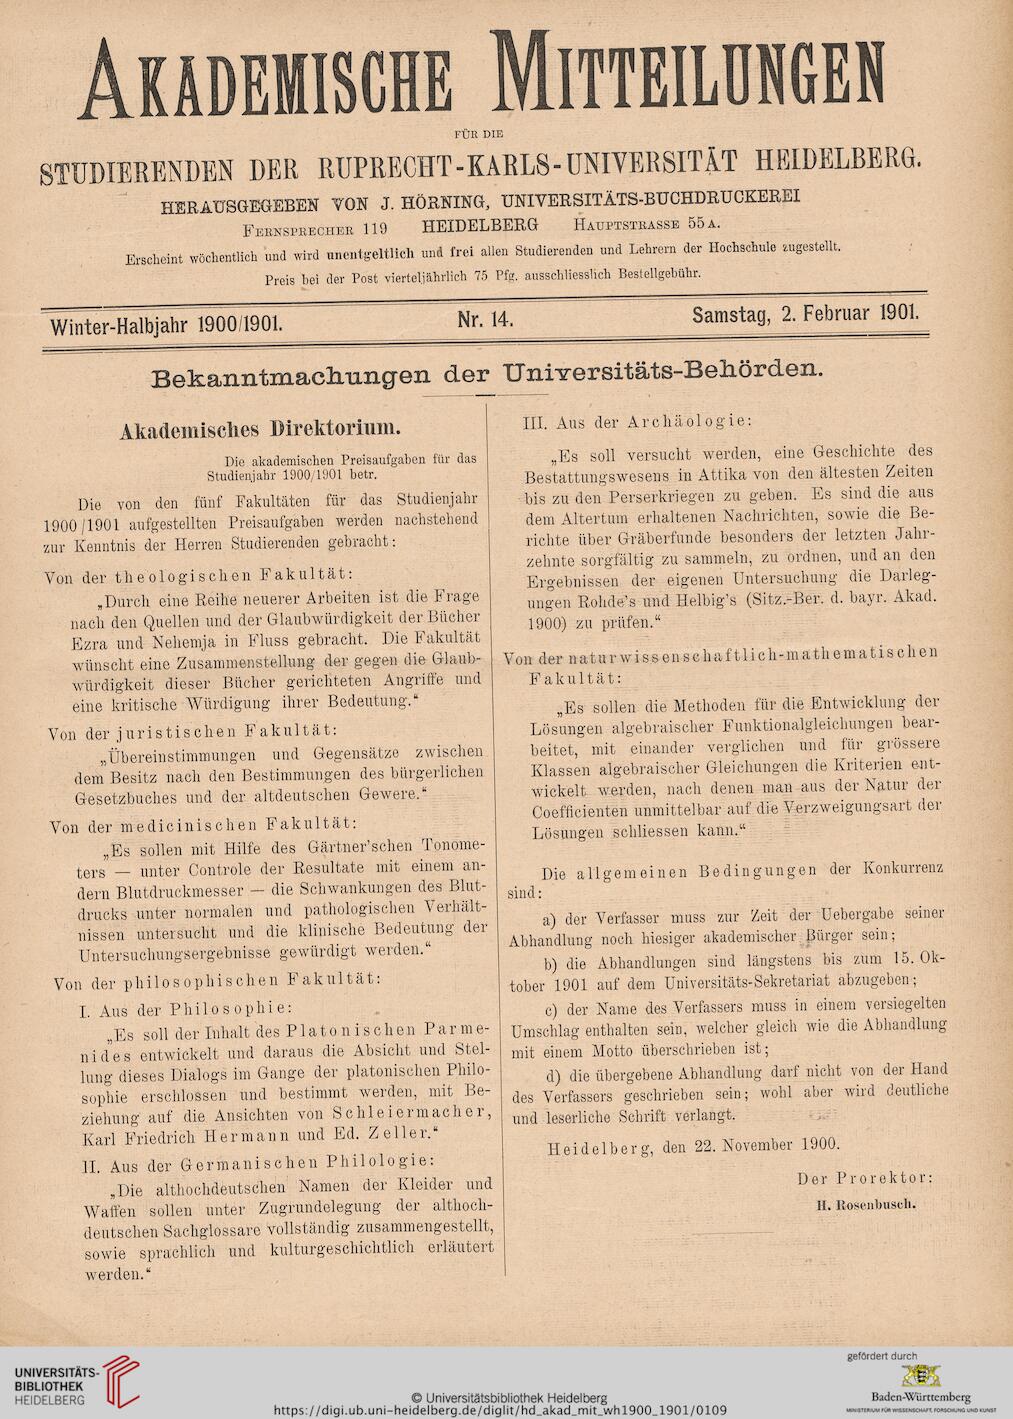 AKADEMISCHE MITTEILUNGEN
FÜR DIE
STUDIERENDEN DER RUPRECHT-KARLS-UNIVERSITÄT HEIDELBERG.
HERAUSGEGEBEN VON J. HÖRNING, UNIVERSITÄTS-BUCHDRUCKEREI
FERNSPRECHER 119 HEIDELBERG HAUPTSTRASSE 55 A.
Erscheint wöchentlich und wird unentgeltlich und frei allen Studierenden und Lehrern der Hochschule zugestellt.
Preis bei der Post vierteljährlich 75 Pfg. ausschliesslich Bestellgebühr.
Winter-Halbjahr 1900/1901. Nr. 14. Samstag, 2. Februar 1901.
Bekanntmachungen der Universitäts-Behörden.
Akademisches Direktorium.
Die akademischen Preisaufgaben für das
Studienjahr 1900/1901 betr.
Die von den fünf Fakultäten für das Studienjahr
1900/1901 aufgestellten Preisaufgaben werden nachstehend
zur Kenntnis der Herren Studierenden gebracht:
Von der theologischen Fakultät:
„Durch eine Reihe neuerer Arbeiten ist die Frage
nach den Quellen und der Glaubwürdigkeit der Bücher
Ezra und Nehemja in Fluss gebracht. Die Fakultät
wünscht eine Zusammenstellung der gegen die Glaub-
würdigkeit dieser Bücher gerichteten Angriffe und
eine kritische Würdigung ihrer Bedeutung.“
Von der juristischen Fakultät:
„Übereinstimmungen und Gegensätze zwischen
dem Besitz nach den Bestimmungen des bürgerlichen
Gesetzbuches und der altdeutschen Gewere.“
Von der medicinischen Fakultät:
„Es sollen mit Hilfe des Gärtner'schen Tonome-
ters — unter Controle der Resultate mit einem an-
dern Blutdruckmesser — die Schwankungen des Blut-
drucks unter normalen und pathologischen Verhält-
nissen untersucht und die klinische Bedeutung der
Untersuchungsergebnisse gewürdigt werden.“
Von der philosophischen Fakultät:
I. Aus der Philosophie:
„Es soll der Inhalt des Platonischen Parme-
nides entwickelt und daraus die Absicht und Stel-
lung dieses Dialogs im Gange der platonischen Philo-
sophie erschlossen und bestimmt werden, mit Be-
ziehung auf die Ansichten von Schleiermacher,
Karl Friedrich Hermann und Ed. Zeller.“
II. Aus der Germanischen Philologie:
„Die althochdeutschen Namen der Kleider und
Waffen sollen unter Zugrundelegung der althoch-
deutschen Sachglossare vollständig zusammengestellt,
sowie sprachlich und kulturgeschichtlich erläutert
werden.“
III. Aus der Archäologie:
„Es soll versucht werden, eine Geschichte des
Bestattungswesens in Attika von den ältesten Zeiten
bis zu den Perserkriegen zu geben. Es sind die aus
dem Altertum erhaltenen Nachrichten, sowie die Be-
richte über Gräberfunde besonders der letzten Jahr-
zehnte sorgfältig zu sammeln, zu ordnen, und an den
Ergebnissen der eigenen Untersuchung die Darleg-
ungen Rohde's und Helbig's (Sitz.-Ber. d. bayr. Akad.
1900) zu prüfen.“
Von der naturwissenschaftlich-mathematischen
Fakultät:
„Es sollen die Methoden für die Entwicklung der
Lösungen algebraischer Funktionalgleichungen bear-
beitet, mit einander verglichen und für grössere
Klassen algebraischer Gleichungen die Kriterien ent-
wickelt werden, nach denen man aus der Natur der
Coefficienten unmittelbar auf die Verzweigungsart der
Lösungen schliessen kann.“
Die allgemeinen Bedingungen der Konkurrenz
sind:
a) der Verfasser muss zur Zeit der Uebergabe seiner
Abhandlung noch hiesiger akademischer Bürger sein;
b) die Abhandlungen sind längstens bis zum 15. Ok-
tober 1901 auf dem Universitäts-Sekretariat abzugeben;
c) der Name des Verfassers muss in einem versiegelten
Umschlag enthalten sein, welcher gleich wie die Abhandlung
mit einem Motto überschrieben ist;
d) die übergebene Abhandlung darf nicht von der Hand
des Verfassers geschrieben sein; wohl aber wird deutliche
und leserliche Schrift verlangt.
Heidelberg, den 22. November 1900.
Der Prorektor:
H. Rosenbusch.
UNIVERSITÄTS-
BIBLIOTHEK
HEIDELBERG
© Universitätsbibliothek Heidelberg
https://digi.ub.uni-heidelberg.de/diglit/hd_akad_mit_wh1900_1901/0109
gefördert durch
Baden-Württemberg
MINISTERIUM FÜR WISSENSCHAFT, FORSCHUNG UND KUNST